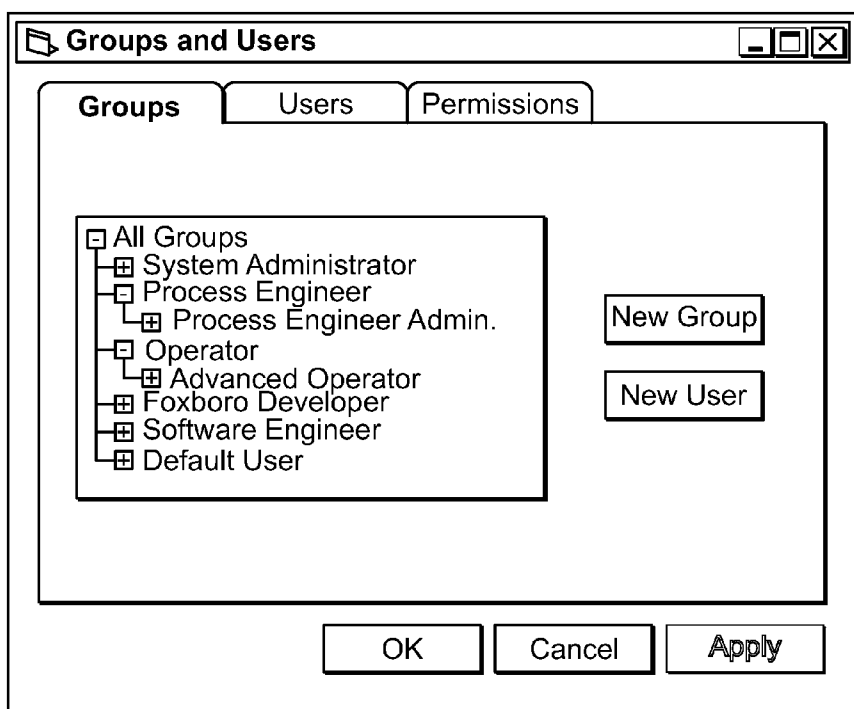 Groups and Users
Groups Users Permissions
All Groups
System Administrator
Process Engineer
Process Engineer Admin.
Operator
Advanced Operator
Foxboro Developer
Software Engineer
Default User
New Group
New User
OK Cancel Apply